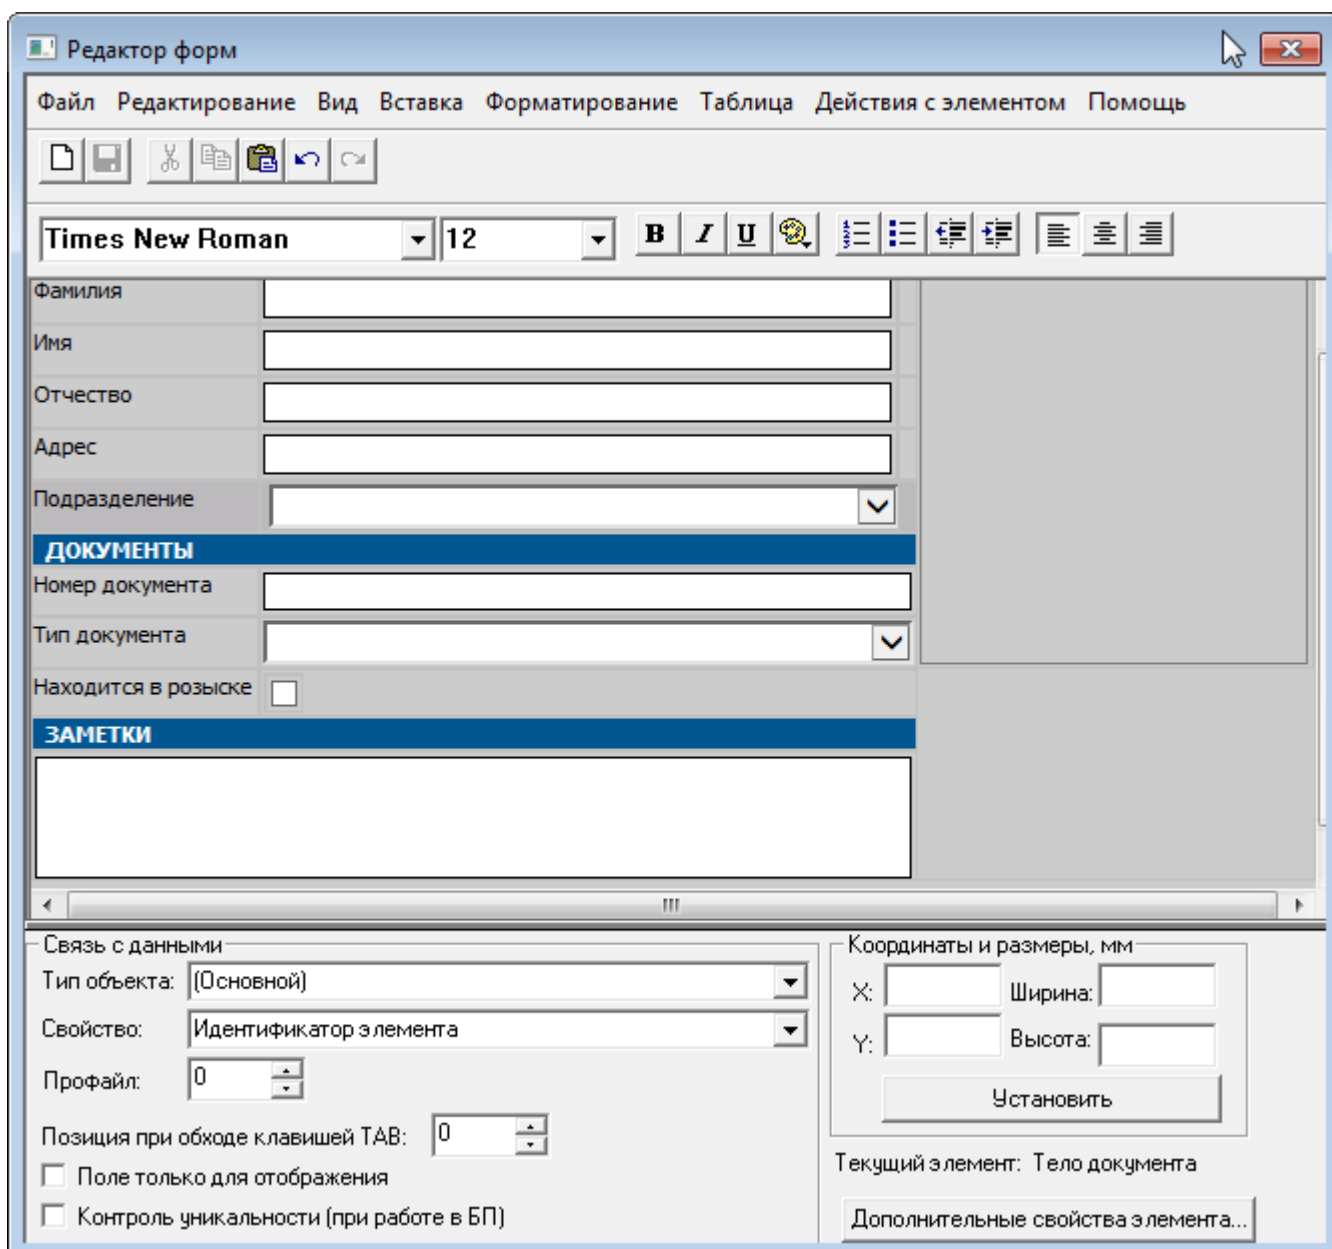 Редактор форм
Файл Редактирование Вид Вставка Форматирование Таблица Действия с элементом Помощь
Times New Roman 12 B I U
Фамилия
Имя
Отчество
Адрес
Подразделение
ДОКУМЕНТЫ
Номер документа
Тип документа
Находится в розыске
ЗАМЕТКИ
Связь с данными
Тип объекта: (Основной)
Свойство: Идентификатор элемента
Профайл: 0
Позиция при обходе клавишей TAB: 0
Поле только для отображения
Контроль уникальности (при работе в БП)
Координаты и размеры, мм
X: Ширина:
Y: Высота:
Установить
Текущий элемент: Тело документа
Дополнительные свойства элемента...